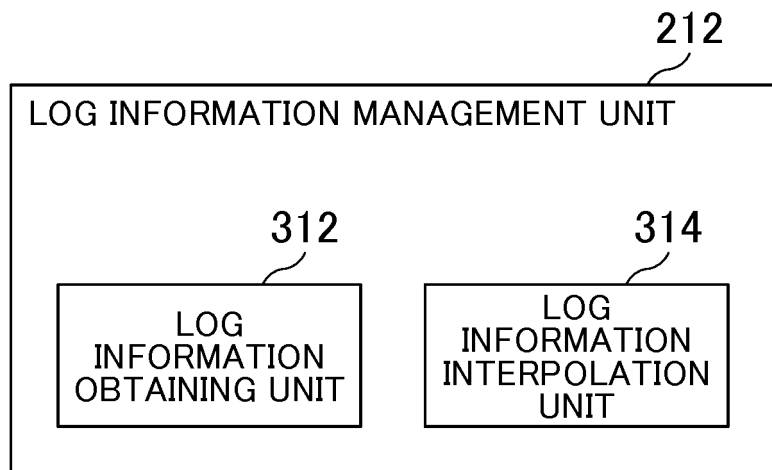 212
LOG INFORMATION MANAGEMENT UNIT
312
LOG
INFORMATION
OBTAINING UNIT
314
LOG
INFORMATION
INTERPOLATION
UNIT